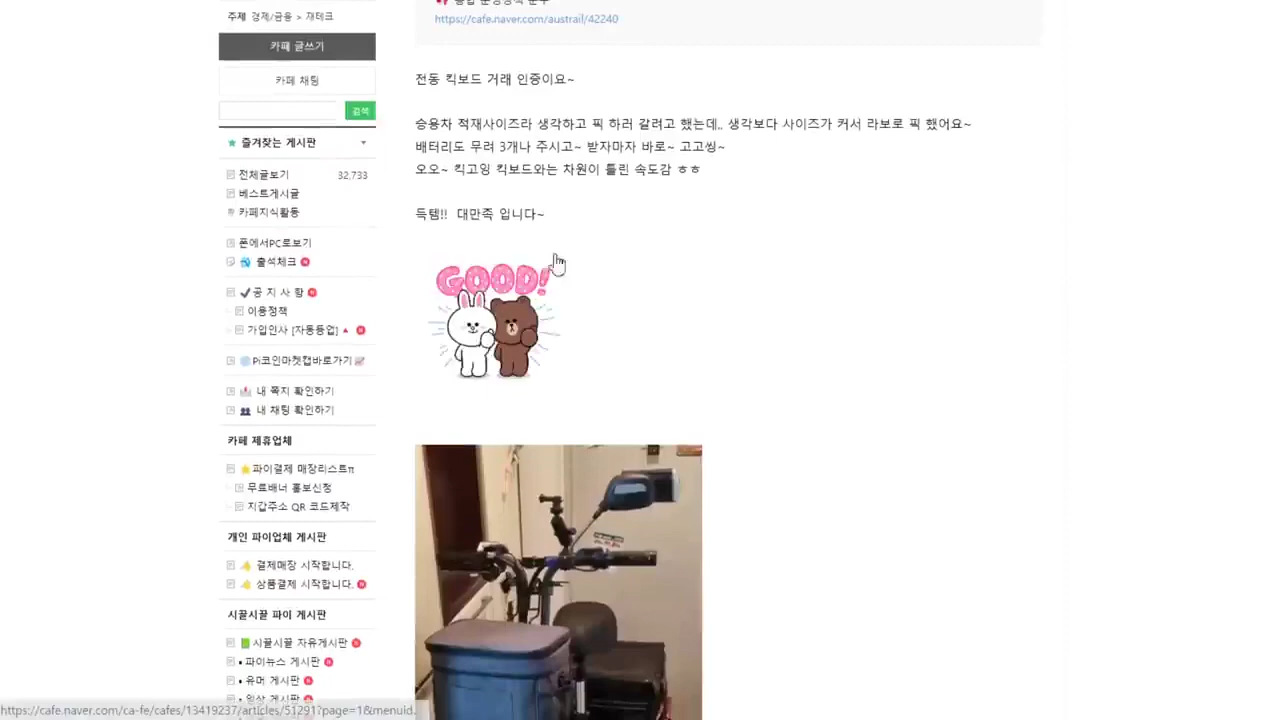 주제 경제/금융 > 재테크
카페 글쓰기
카페 채팅
검색
즐겨찾는 게시판
전체글보기 32,733
베스트게시글
카페지식활동
폰에서PC로보기
출석체크
공 지 사 항
이용정책
가입인사 [자동등업]
Pi코인마켓캡바로가기
내 쪽지 확인하기
내 채팅 확인하기
카페 제휴업체
파이결제 매장리스트π
무료배너 홍보신청
지갑주소 QR 코드제작
개인 파이업체 게시판
결제매장 시작합니다.
상품결제 시작합니다.
시끌시끌 파이 게시판
시끌시끌 자유게시판
파이뉴스 게시판
유머 게시판
일상 게시판
https://cafe.naver.com/ca-fe/cafes/13419237/articles/51291?page=1&menuid...
https://cafe.naver.com/austrail/42240
전동 킥보드 거래 인증이요~
승용차 적재사이즈라 생각하고 픽 하러 갈려고 했는데,, 생각보다 사이즈가 커서 라보로 픽 했어요~
배터리도 무려 3개나 주시고~ 받자마자 바로~ 고고씽~
오오~ 킥고잉 킥보드와는 차원이 틀린 속도감 ㅎㅎ
득템!! 대만족 입니다~
GOOD!